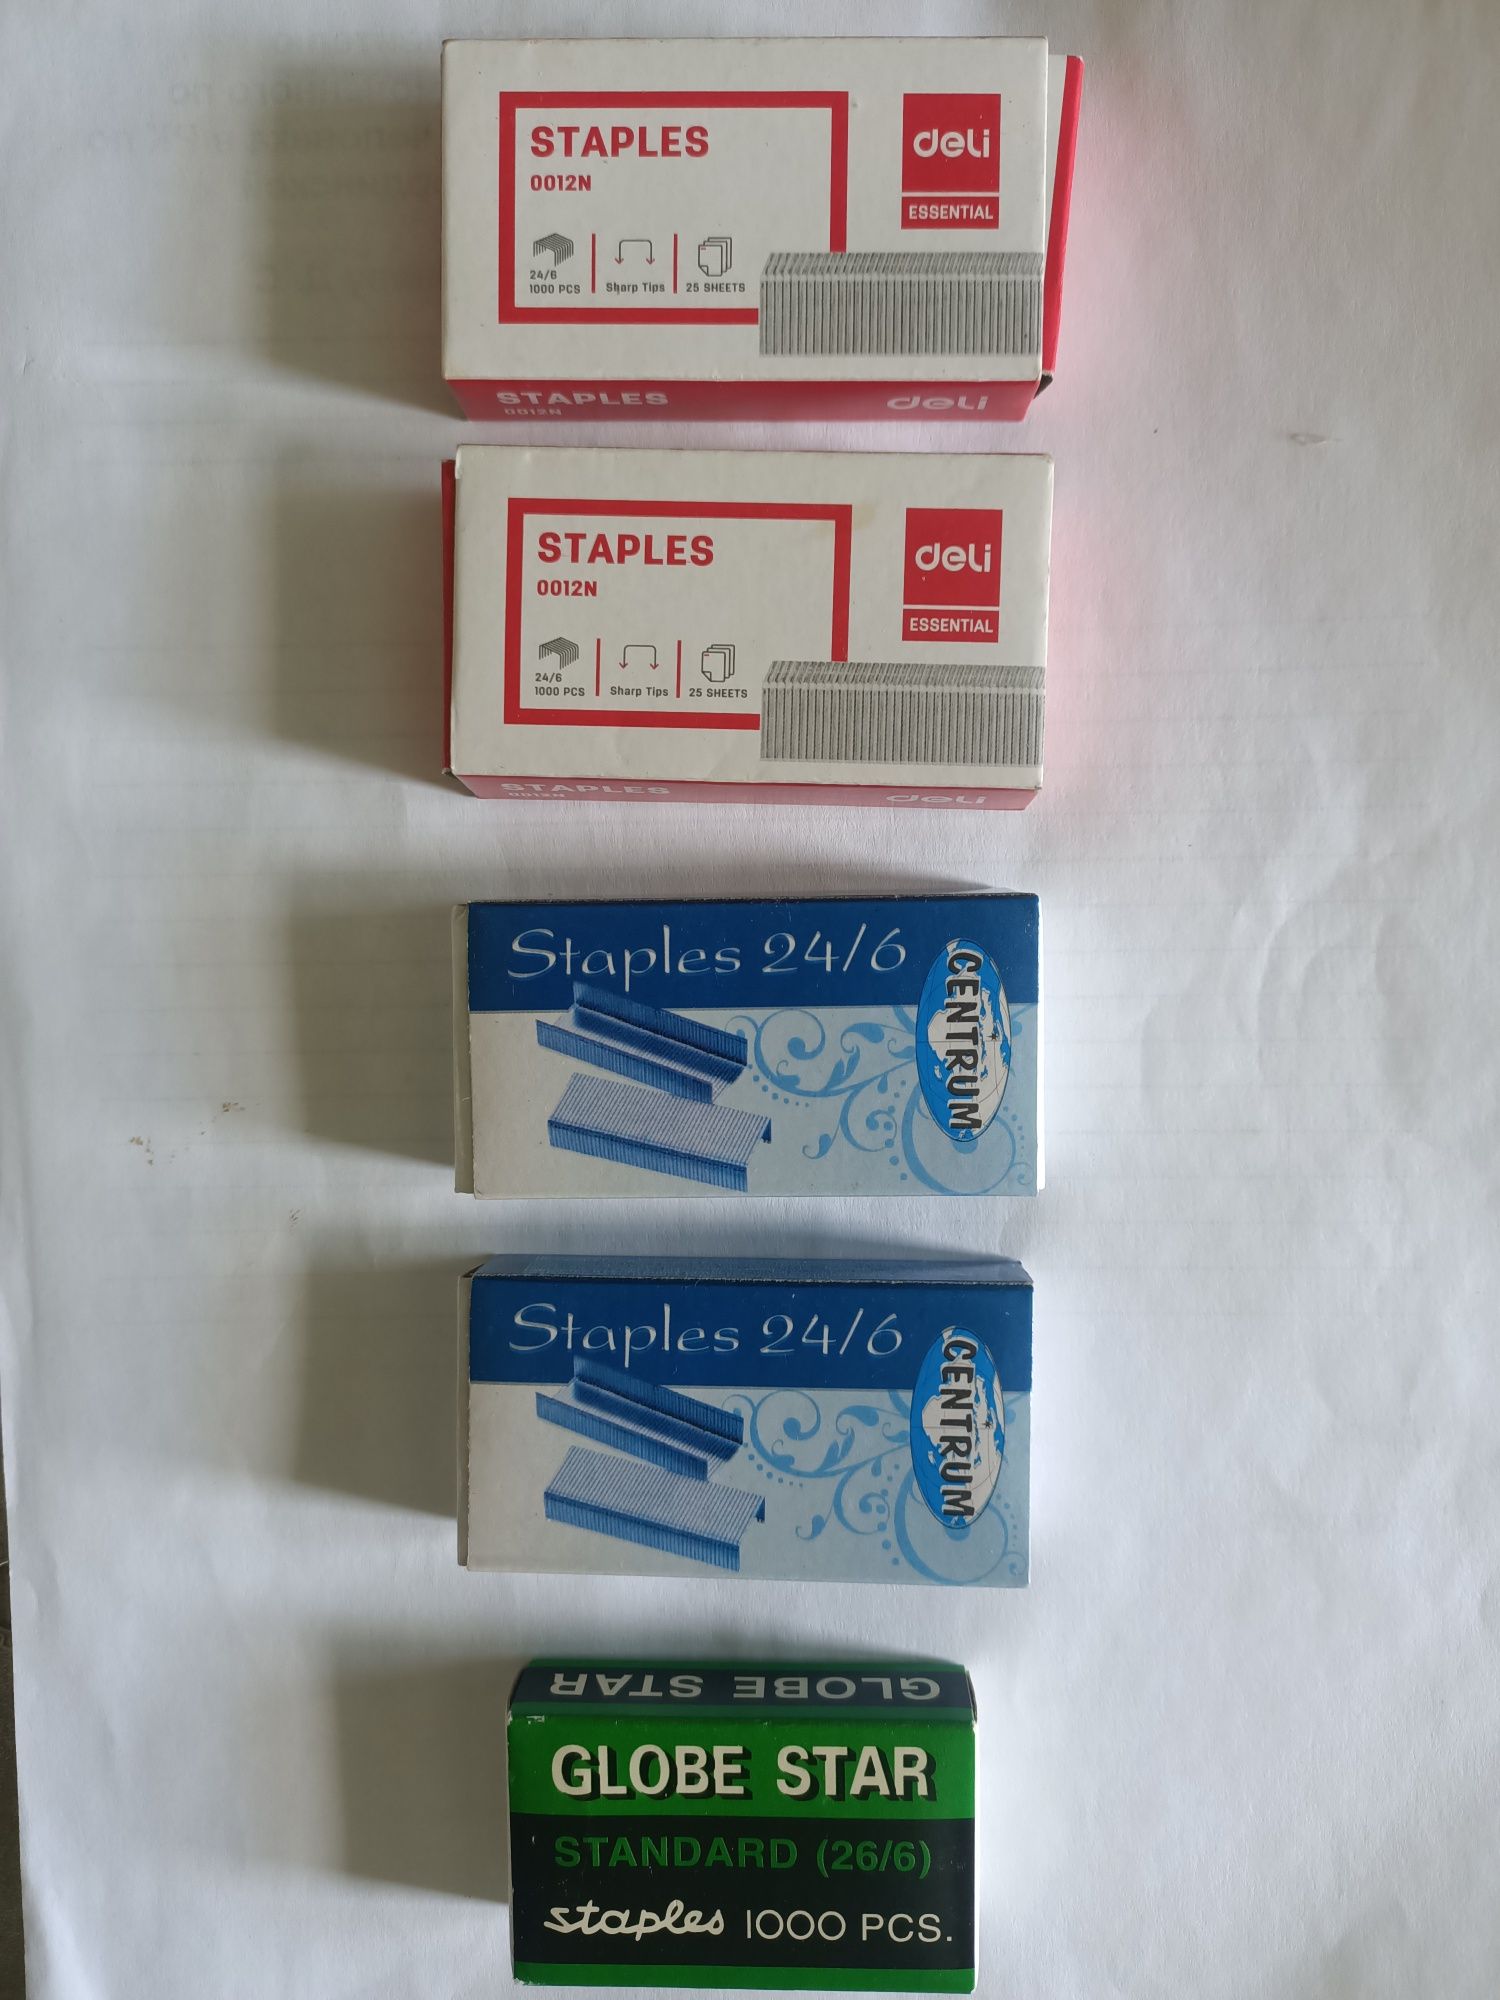 STAPLES
0012N
deli
ESSENTIAL
24/6
1000 PCS
Sharp Tips
25 SHEETS
STAPLES
0012N
deli
STAPLES
0012N
deli
ESSENTIAL
24/6
1000 PCS
Sharp Tips
25 SHEETS
STAPLES
0012N
deli
Staples 24/6
CENTRUM
Staples 24/6
CENTRUM
GLOBE STAR
GLOBE STAR
STANDARD (26/6)
staples 1000 PCS.